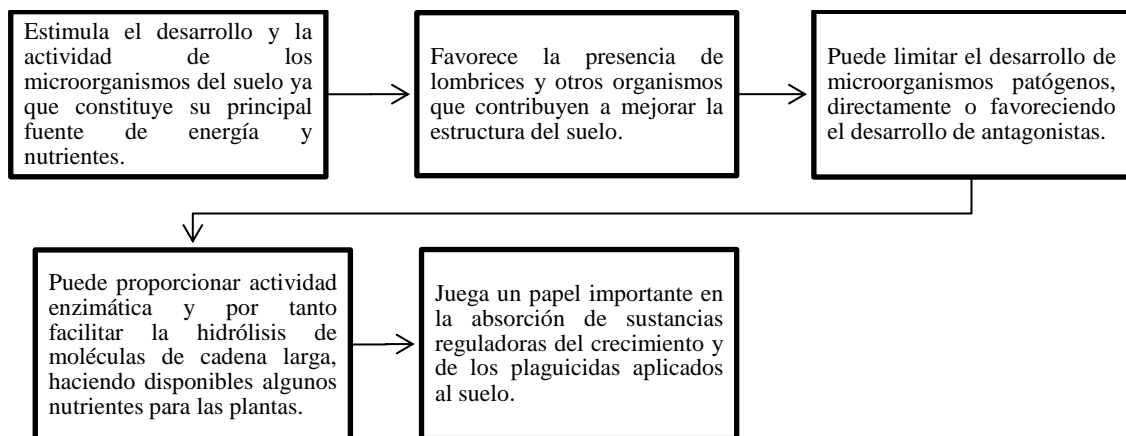 Estimula el desarrollo y la
actividad de los
microorganismos del suelo ya
que constituye su principal
fuente de energía y
nutrientes.
Favorece la presencia de
lombrices y otros organismos
que contribuyen a mejorar la
estructura del suelo.
Puede limitar el desarrollo de
microorganismos patógenos,
directamente o favoreciendo
el desarrollo de antagonistas.
Puede proporcionar actividad
enzimática y por tanto
facilitar la hidrólisis de
moléculas de cadena larga,
haciendo disponibles algunos
nutrientes para las plantas.
Juega un papel importante en
la absorción de sustancias
reguladoras del crecimiento y
de los plaguicidas aplicados
al suelo.